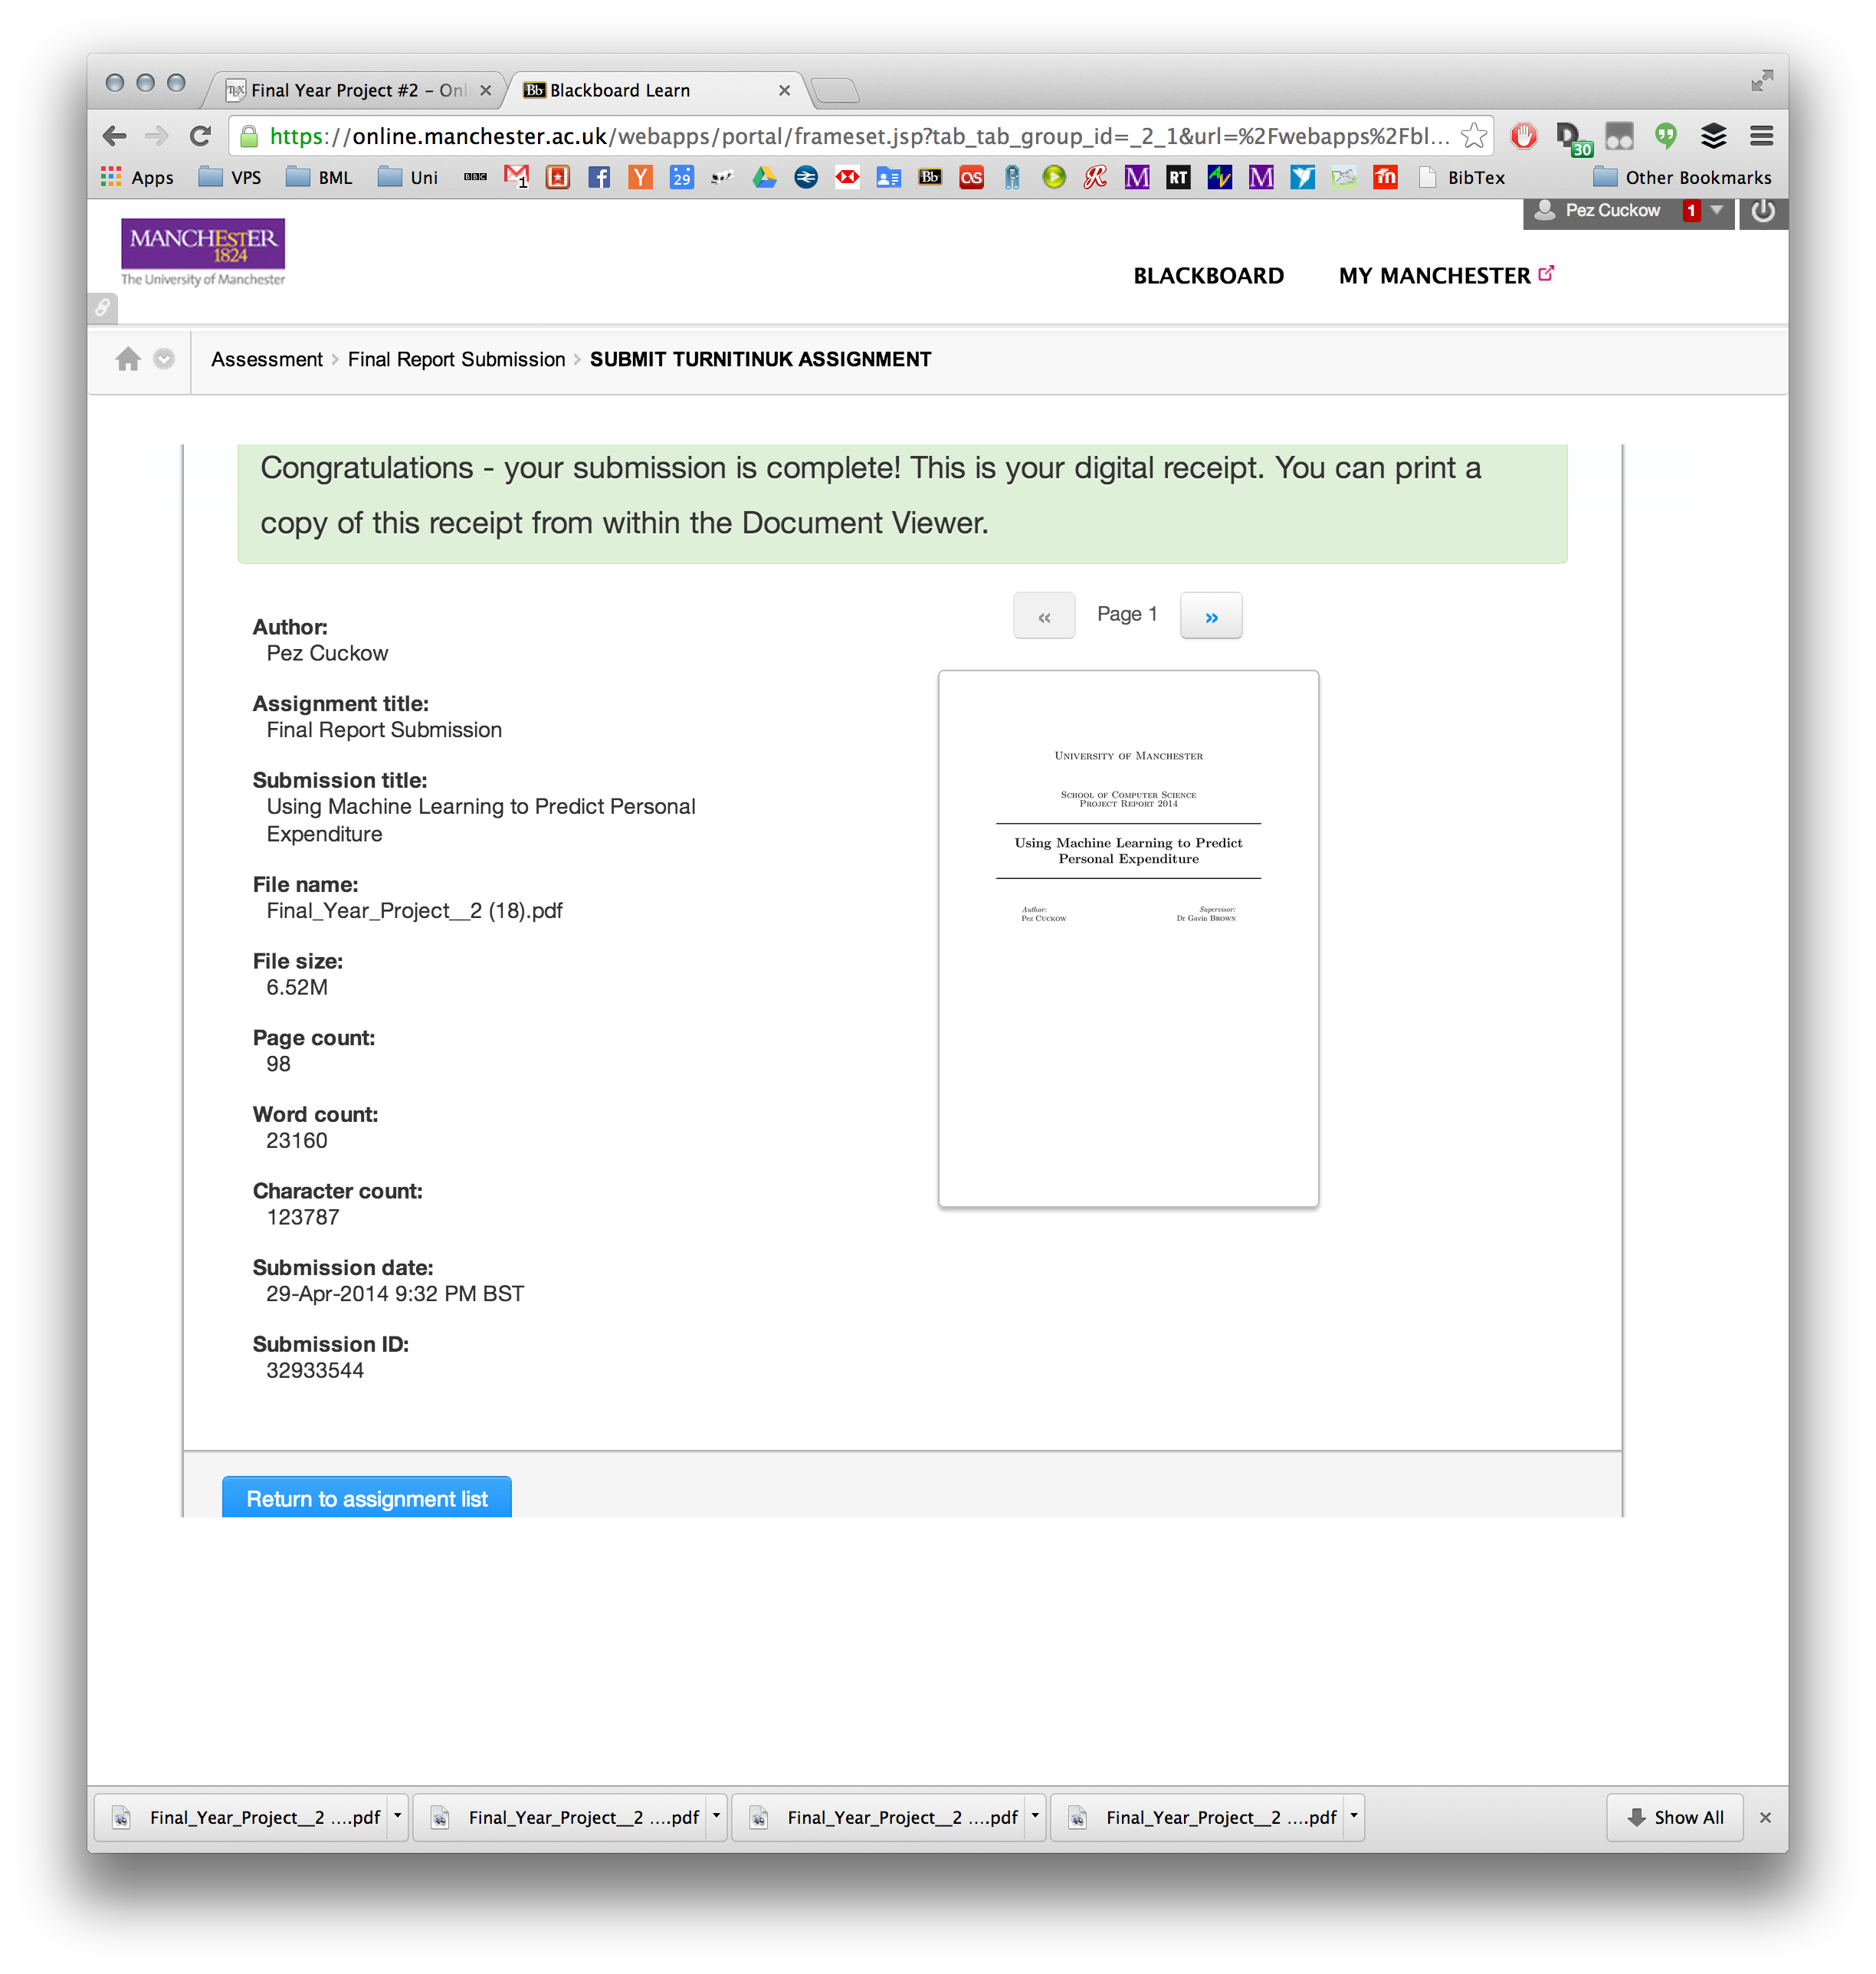 Final Year Project #2 – Onl
Blackboard Learn
https://online.manchester.ac.uk/webapps/portal/frameset.jsp?tab_tab_group_id=_2_1&url=%2Fwebapps%2Fbl...
30
Apps
VPS
BML
Uni
BBC
1
Y
29
Bb
RT
BibTex
Other Bookmarks
Pez Cuckow 1
MANCHESTER
1824
The University of Manchester
BLACKBOARD
MY MANCHESTER
Assessment > Final Report Submission > SUBMIT TURNITINUK ASSIGNMENT
Congratulations - your submission is complete! This is your digital receipt. You can print a
copy of this receipt from within the Document Viewer.
« Page 1 »
Author:
Pez Cuckow
Assignment title:
Final Report Submission
Submission title:
Using Machine Learning to Predict Personal
Expenditure
File name:
Final_Year_Project__2 (18).pdf
File size:
6.52M
Page count:
98
Word count:
23160
Character count:
123787
Submission date:
29-Apr-2014 9:32 PM BST
Submission ID:
32933544
University of Manchester
School of Computer Science
Project Report 2014
Using Machine Learning to Predict
Personal Expenditure
Author:
Pez Cuckow
Supervisor:
Dr Gavin Brown
Return to assignment list
Final_Year_Project__2 ....pdf
Final_Year_Project__2 ....pdf
Final_Year_Project__2 ....pdf
Final_Year_Project__2 ....pdf
Show All